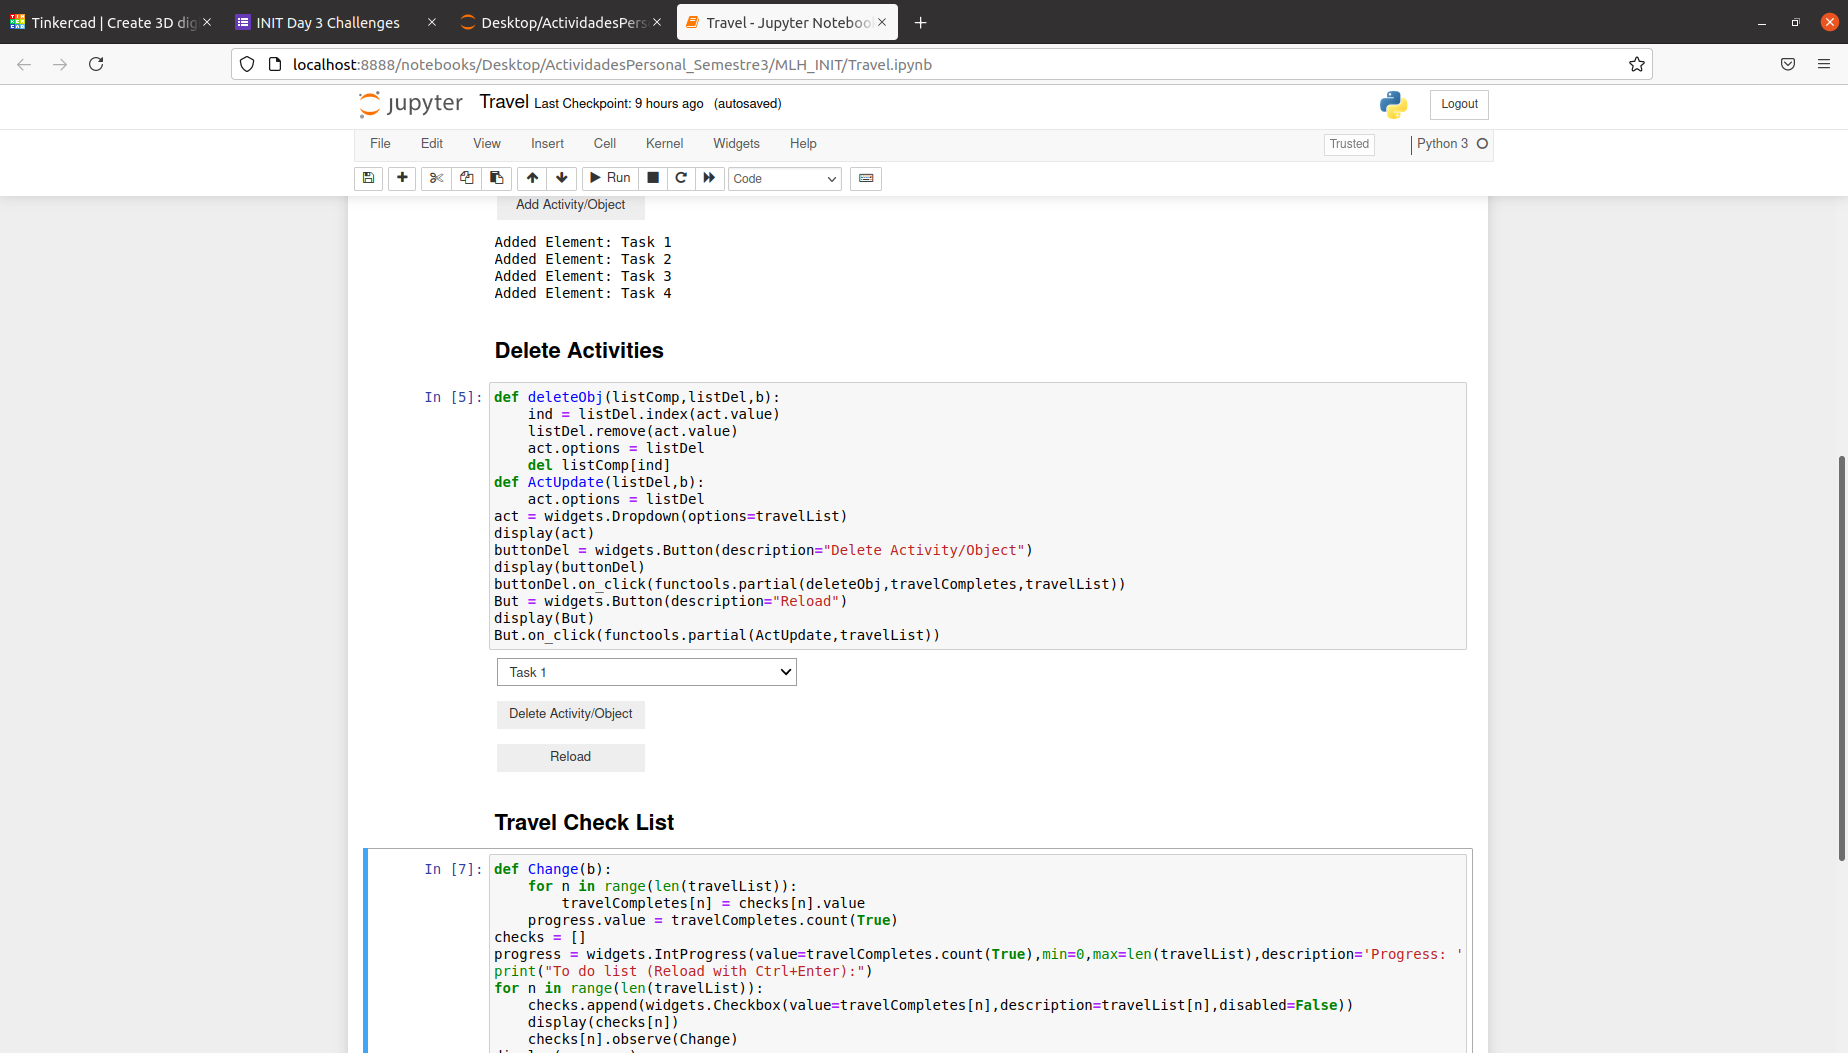 Tinkercad | Create 3D dig
INIT Day 3 Challenges
Desktop/ActividadesPers
Travel - Jupyter Notebook
localhost:8888/notebooks/Desktop/ActividadesPersonal_Semestre3/MLH_INIT/Travel.ipynb
jupyter Travel Last Checkpoint: 9 hours ago (autosaved)
Logout
File Edit View Insert Cell Kernel Widgets Help
Trusted
Python 3
Run
Code
Add Activity/Object
Added Element: Task 1
Added Element: Task 2
Added Element: Task 3
Added Element: Task 4
Delete Activities
In [5]:
def deleteObj(listComp,listDel,b):
    ind = listDel.index(act.value)
    listDel.remove(act.value)
    act.options = listDel
    del listComp[ind]
def ActUpdate(listDel,b):
    act.options = listDel
act = widgets.Dropdown(options=travelList)
display(act)
buttonDel = widgets.Button(description="Delete Activity/Object")
display(buttonDel)
buttonDel.on_click(functools.partial(deleteObj,travelCompletes,travelList))
But = widgets.Button(description="Reload")
display(But)
But.on_click(functools.partial(ActUpdate,travelList))
Task 1
Delete Activity/Object
Reload
Travel Check List
In [7]:
def Change(b):
    for n in range(len(travelList)):
        travelCompletes[n] = checks[n].value
    progress.value = travelCompletes.count(True)
checks = []
progress = widgets.IntProgress(value=travelCompletes.count(True),min=0,max=len(travelList),description='Progress: '
print("To do list (Reload with Ctrl+Enter):")
for n in range(len(travelList)):
    checks.append(widgets.Checkbox(value=travelCompletes[n],description=travelList[n],disabled=False))
    display(checks[n])
    checks[n].observe(Change)